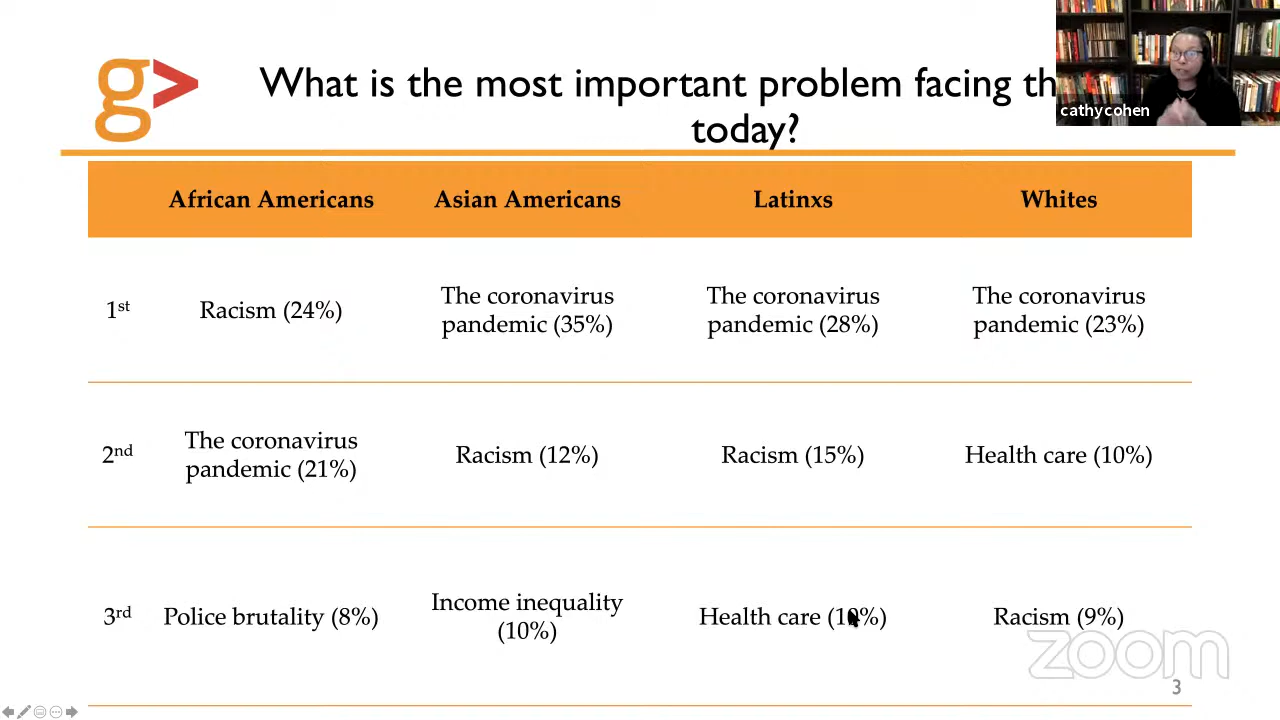 g>
What is the most important problem facing th
today?
cathycohen
African Americans Asian Americans Latinxs Whites
1st Racism (24%) The coronavirus pandemic (35%) The coronavirus pandemic (28%) The coronavirus pandemic (23%)
2nd The coronavirus pandemic (21%) Racism (12%) Racism (15%) Health care (10%)
3rd Police brutality (8%) Income inequality (10%) Health care (10%) Racism (9%)
zoom
3